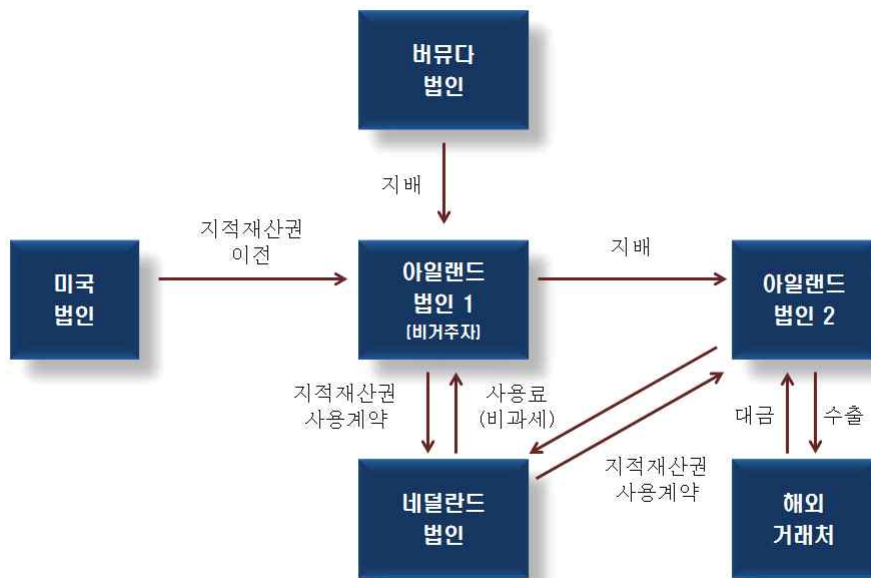 버뮤다
법인
지배
지적재산권
이전
미국
법인
아일랜드
법인 1
(비거주자)
지배
아일랜드
법인 2
지적재산권
사용계약
사용료
(비과세)
대금
수출
지적재산권
사용계약
네덜란드
법인
해외
거래처